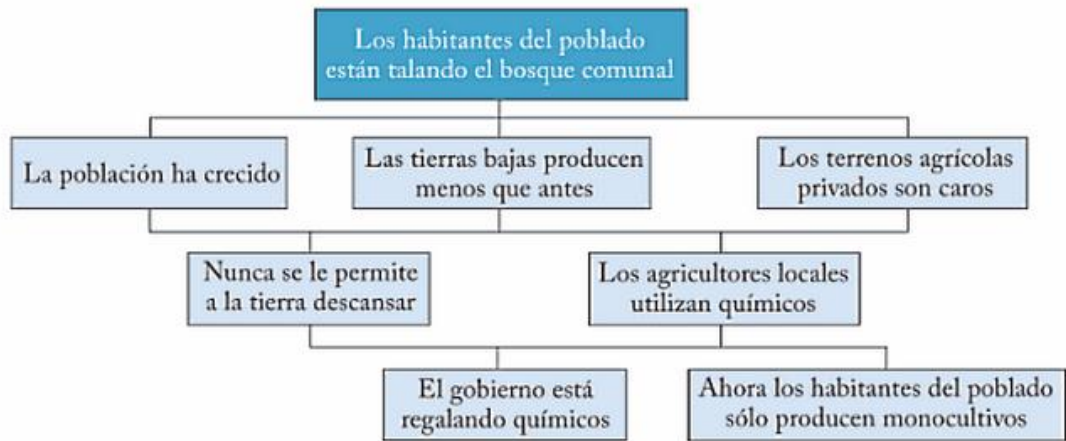 Los habitantes del poblado
están talando el bosque comunal
La población ha crecido
Las tierras bajas producen
menos que antes
Los terrenos agrícolas
privados son caros
Nunca se le permite
a la tierra descansar
Los agricultores locales
utilizan químicos
El gobierno está
regalando químicos
Ahora los habitantes del poblado
sólo producen monocultivos